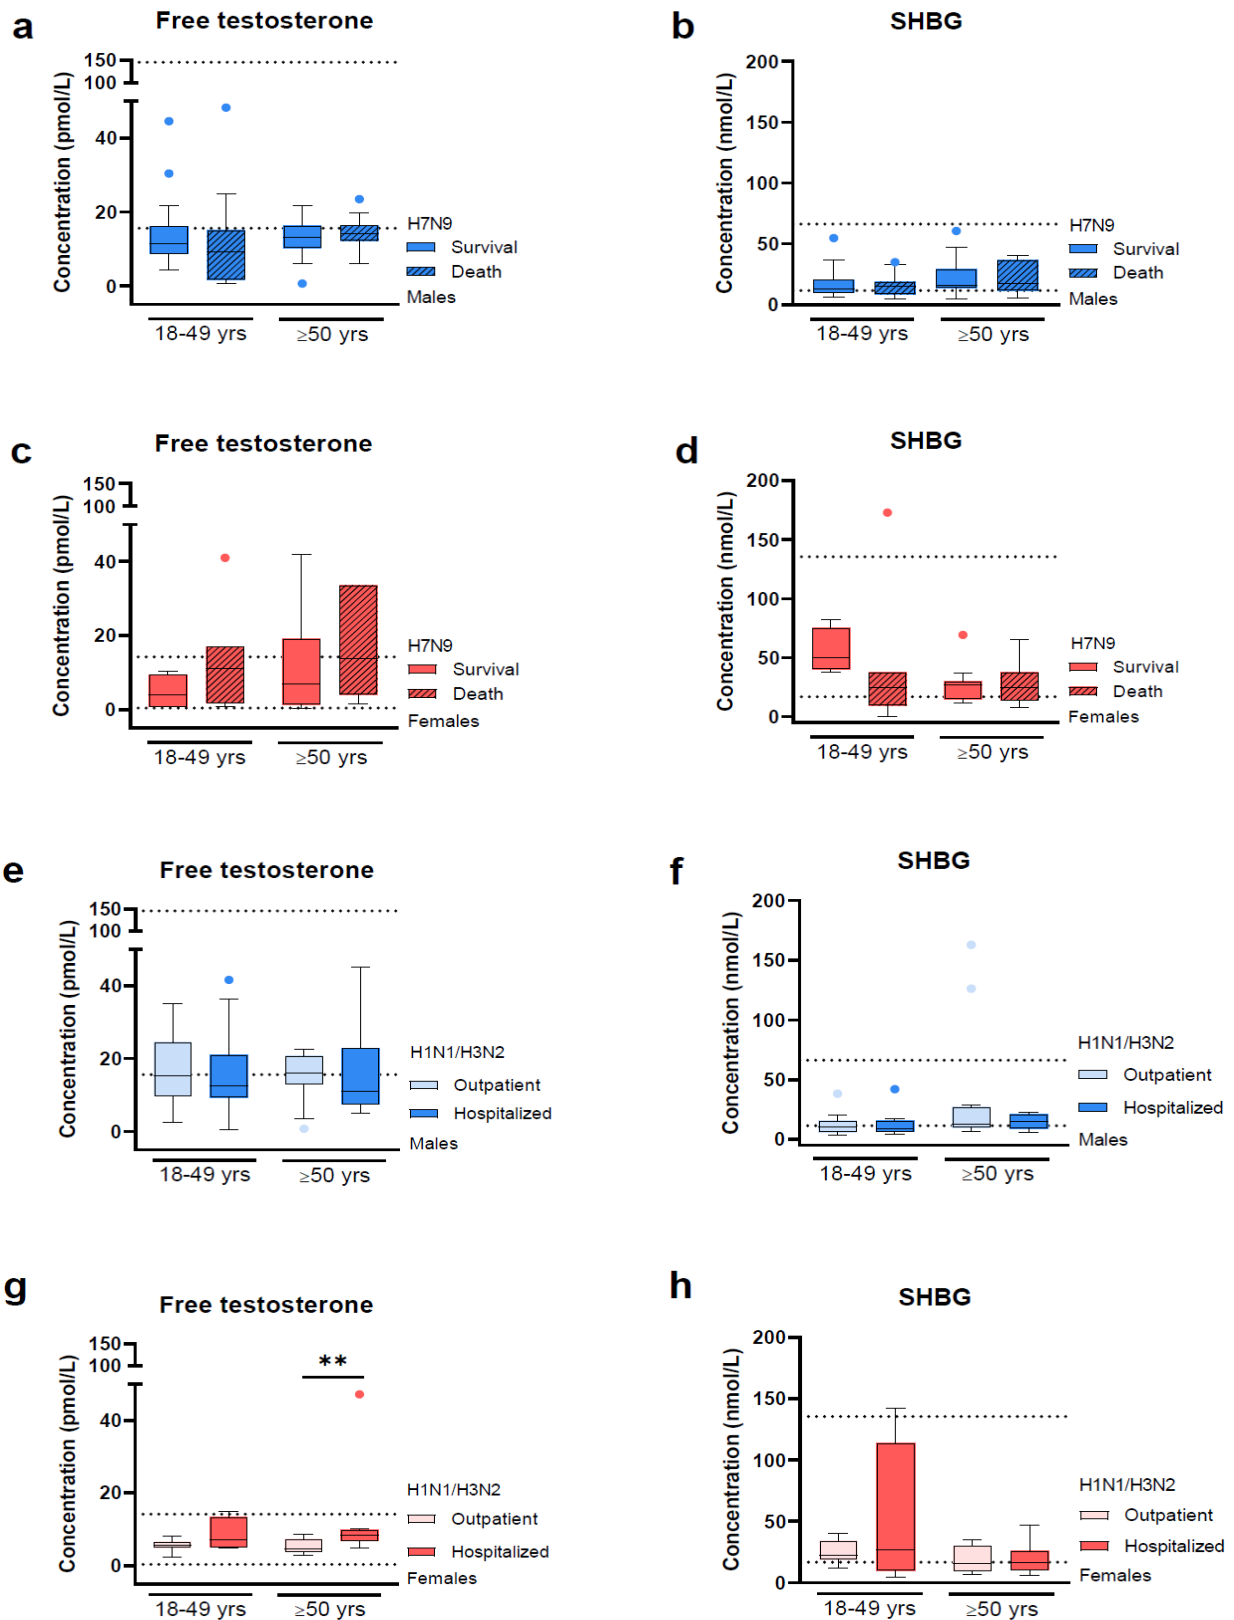 a
Free testosterone
Concentration (pmol/L)
150
100
40
20
0
18-49 yrs
≥50 yrs
H7N9
Survival
Death
Males
b
SHBG
Concentration (nmol/L)
200
150
100
50
0
18-49 yrs
≥50 yrs
H7N9
Survival
Death
Males
c
Free testosterone
Concentration (pmol/L)
150
100
40
20
0
18-49 yrs
≥50 yrs
H7N9
Survival
Death
Females
d
SHBG
Concentration (nmol/L)
200
150
100
50
0
18-49 yrs
≥50 yrs
H7N9
Survival
Death
Females
e
Free testosterone
Concentration (pmol/L)
150
100
40
20
0
18-49 yrs
≥50 yrs
H1N1/H3N2
Outpatient
Hospitalized
Males
f
SHBG
Concentration (nmol/L)
200
150
100
50
0
18-49 yrs
≥50 yrs
H1N1/H3N2
Outpatient
Hospitalized
Males
g
Free testosterone
Concentration (pmol/L)
150
100
40
20
0
**
18-49 yrs
≥50 yrs
H1N1/H3N2
Outpatient
Hospitalized
Females
h
SHBG
Concentration (nmol/L)
200
150
100
50
0
18-49 yrs
≥50 yrs
H1N1/H3N2
Outpatient
Hospitalized
Females